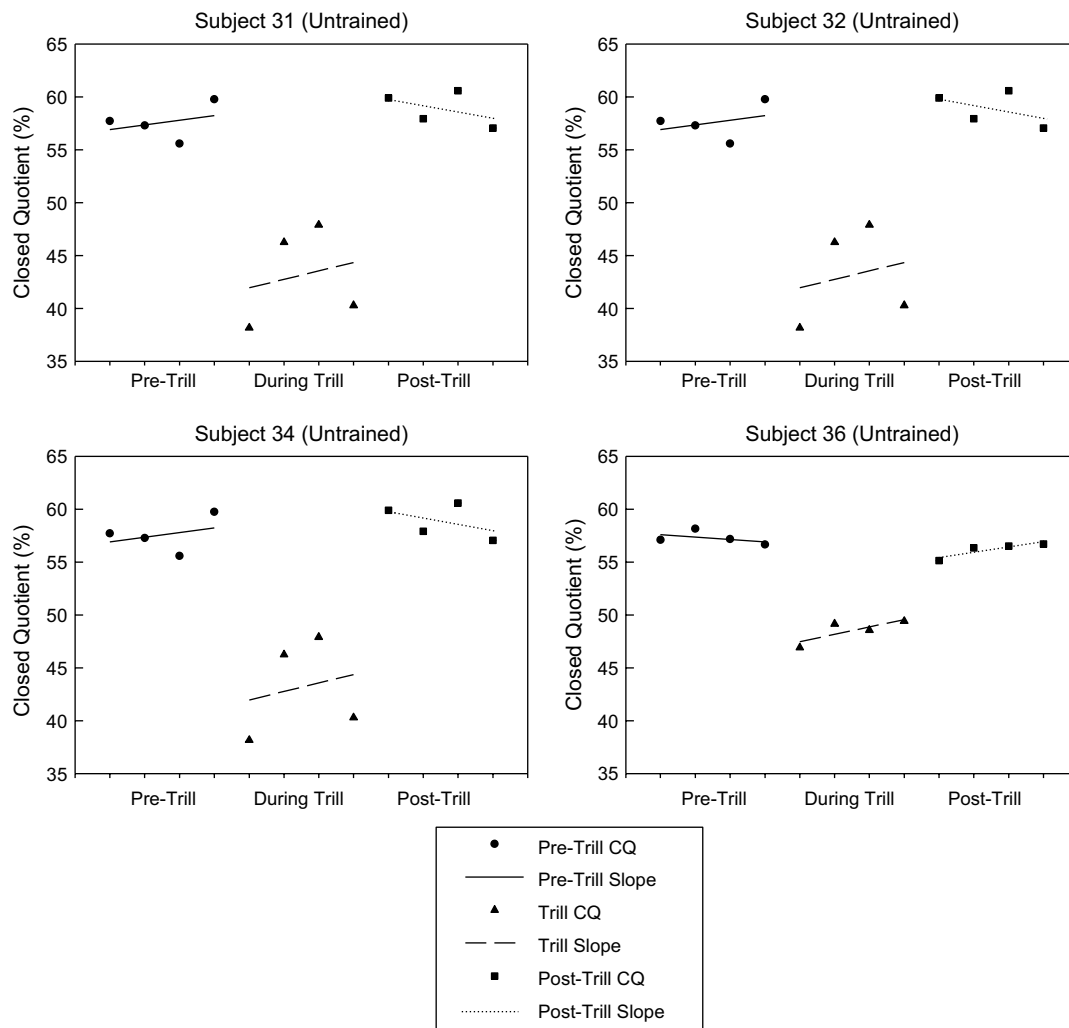 Subject 31 (Untrained)
Subject 32 (Untrained)
65
60
55
50
45
40
35
Closed Quotient (%)
Pre-Trill During Trill Post-Trill
65
60
55
50
45
40
35
Closed Quotient (%)
Pre-Trill During Trill Post-Trill
Subject 34 (Untrained)
Subject 36 (Untrained)
65
60
55
50
45
40
35
Closed Quotient (%)
Pre-Trill During Trill Post-Trill
65
60
55
50
45
40
35
Closed Quotient (%)
Pre-Trill During Trill Post-Trill
Pre-Trill CQ
Pre-Trill Slope
Trill CQ
Trill Slope
Post-Trill CQ
Post-Trill Slope